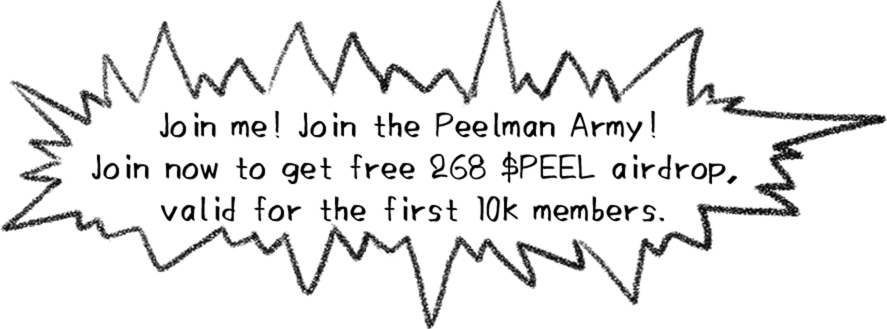 Join me! Join the Peelman Army!
Join now to get free 268 $PEEL airdrop,
valid for the first 10k members.